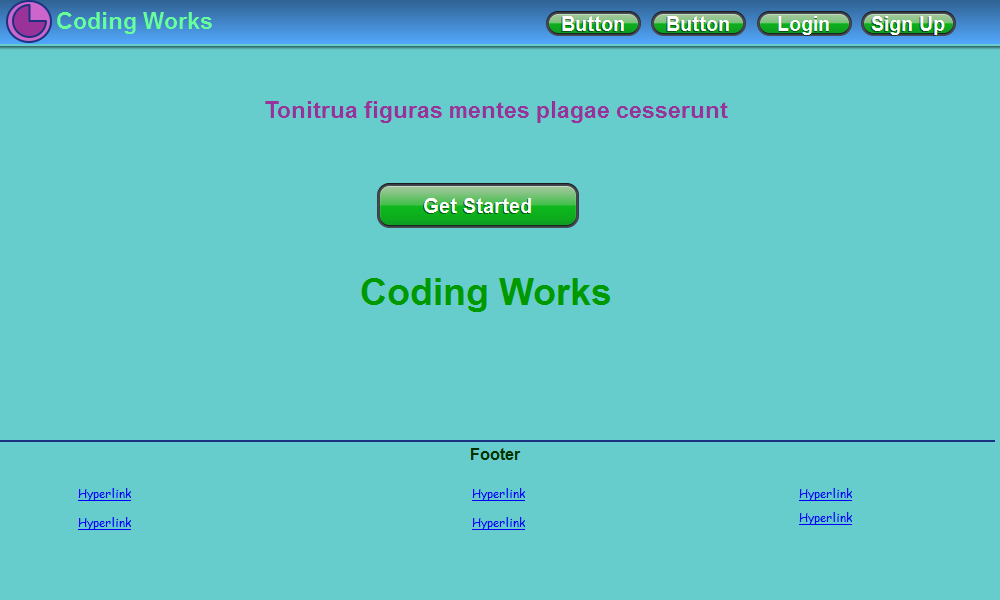 Coding Works
Button Button Login Sign Up
Tonitrua figuras mentes plagae cesserunt
Get Started
Coding Works
Footer
Hyperlink Hyperlink Hyperlink
Hyperlink Hyperlink Hyperlink